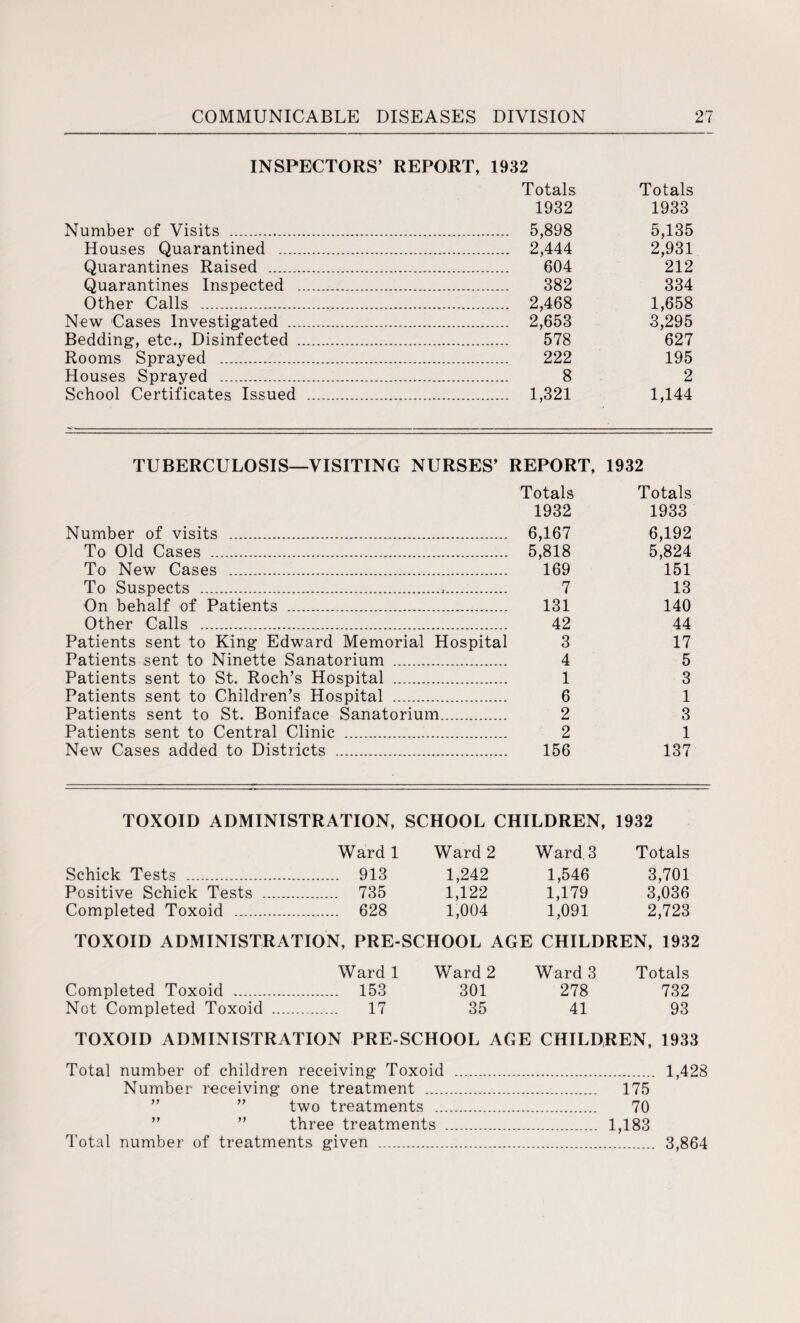 COMMUNICABLE DISEASES DIVISION 27
INSPECTORS' REPORT, 1932
Totals Totals
1932 1933
Number of Visits 5,898 5,135
Houses Quarantined 2,444 2,931
Quarantines Raised 604 212
Quarantines Inspected 382 334
Other Calls 2,468 1,658
New Cases Investigated 2,653 3,295
Bedding, etc., Disinfected 578 627
Rooms Sprayed 222 195
Houses Sprayed 8 2
School Certificates Issued 1,321 1,144
TUBERCULOSIS—VISITING NURSES' REPORT, 1932
Totals Totals
1932 1933
Number of visits 6,167 6,192
To Old Cases 5,818 5,824
To New Cases 169 151
To Suspects 7 13
On behalf of Patients 131 140
Other Calls 42 44
Patients sent to King Edward Memorial Hospital 3 17
Patients sent to Ninette Sanatorium 4 5
Patients sent to St. Roch's Hospital 1 3
Patients sent to Children's Hospital 6 1
Patients sent to St. Boniface Sanatorium 2 3
Patients sent to Central Clinic 2 1
New Cases added to Districts 156 137
TOXOID ADMINISTRATION, SCHOOL CHILDREN, 1932
Ward 1 Ward 2 Ward 3 Totals
Schick Tests 913 1,242 1,546 3,701
Positive Schick Tests 735 1,122 1,179 3,036
Completed Toxoid 628 1,004 1,091 2,723
TOXOID ADMINISTRATION, PRE-SCHOOL AGE CHILDREN, 1932
Ward 1 Ward 2 Ward 3 Totals
Completed Toxoid 153 301 278 732
Not Completed Toxoid 17 35 41 93
TOXOID ADMINISTRATION PRE-SCHOOL AGE CHILDREN, 1933
Total number of children receiving Toxoid 1,428
Number receiving one treatment 175
" " two treatments 70
" " three treatments 1,183
Total number of treatments given 3,864